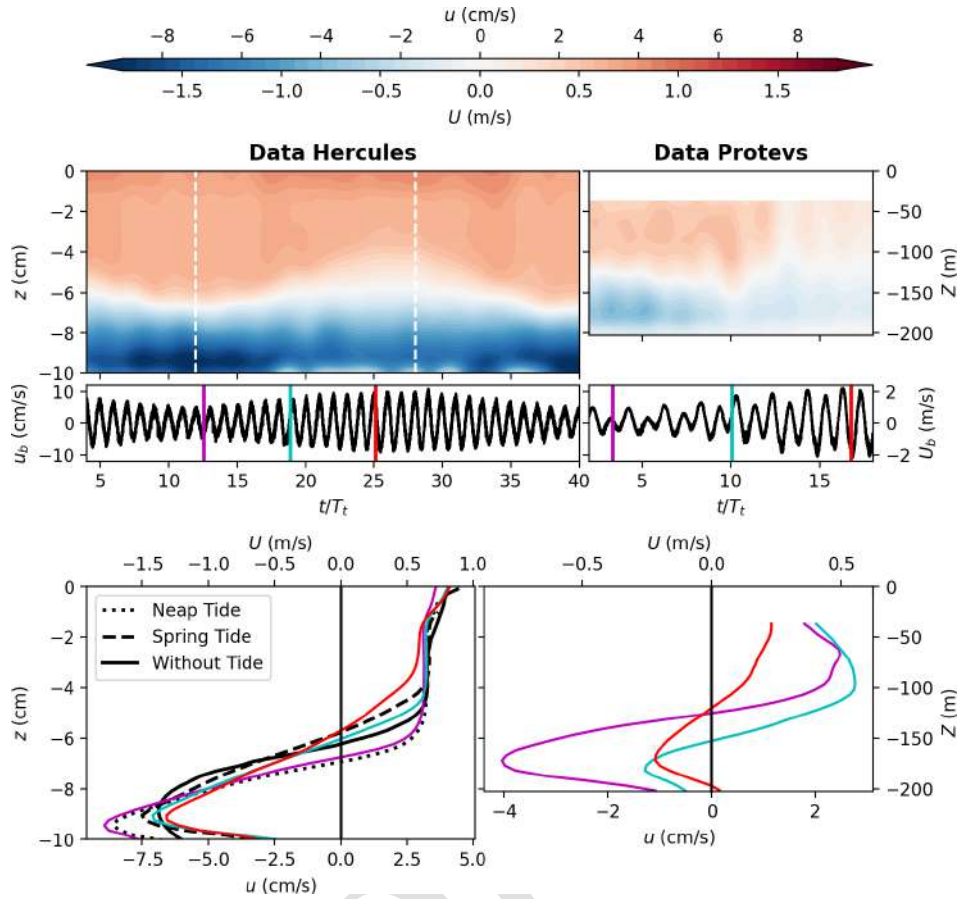 u (cm/s)
−8 −6 −4 −2 0 2 4 6 8
−1.5 −1.0 −0.5 0.0 0.5 1.0 1.5
U (m/s)
Data Hercules Data Protevs
0 −2 −4 −6 −8 −10
z (cm)
0 −50 −100 −150 −200
Z (m)
10 0 −10
u_b (cm/s)
2 0 −2
U_b (m/s)
5 10 15 20 25 30 35 40
t/T_t
5 10 15
t/T_t
U (m/s)
−1.5 −1.0 −0.5 0.0 0.5 1.0
U (m/s)
−0.5 0.0 0.5
Neap Tide
Spring Tide
Without Tide
0 −2 −4 −6 −8 −10
z (cm)
0 −50 −100 −150 −200
Z (m)
−7.5 −5.0 −2.5 0.0 2.5 5.0
u (cm/s)
−4 −2 0 2
u (cm/s)